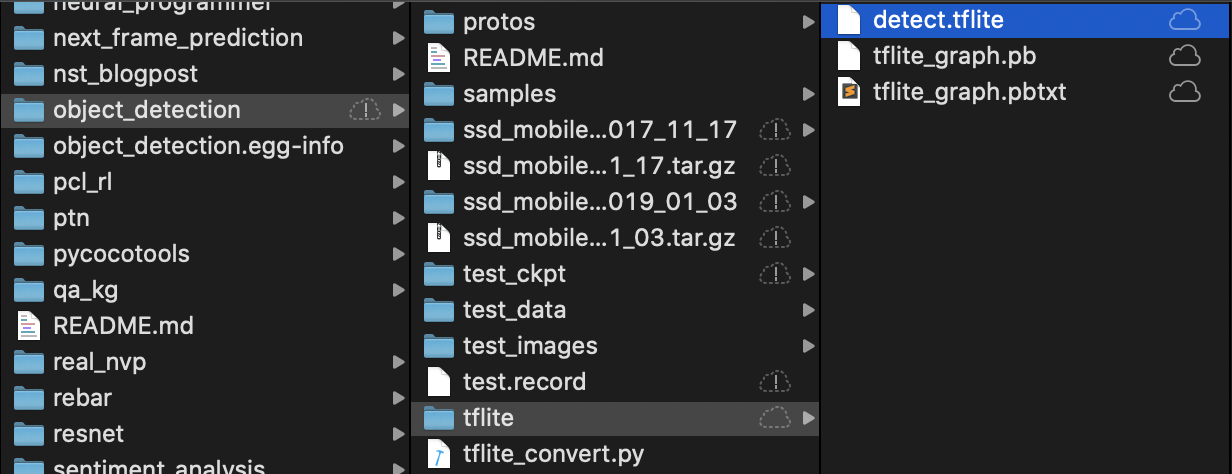 neural_programmer
next_frame_prediction
nst_blogpost
object_detection
object_detection.egg-info
pcl_rl
ptn
pycocotools
qa_kg
README.md
real_nvp
rebar
resnet
sentiment_analysis
protos
README.md
samples
ssd_mobile...017_11_17
ssd_mobile...1_17.tar.gz
ssd_mobile...019_01_03
ssd_mobile...1_03.tar.gz
test_ckpt
test_data
test_images
test.record
tflite
tflite_convert.py
detect.tflite
tflite_graph.pb
tflite_graph.pbtxt